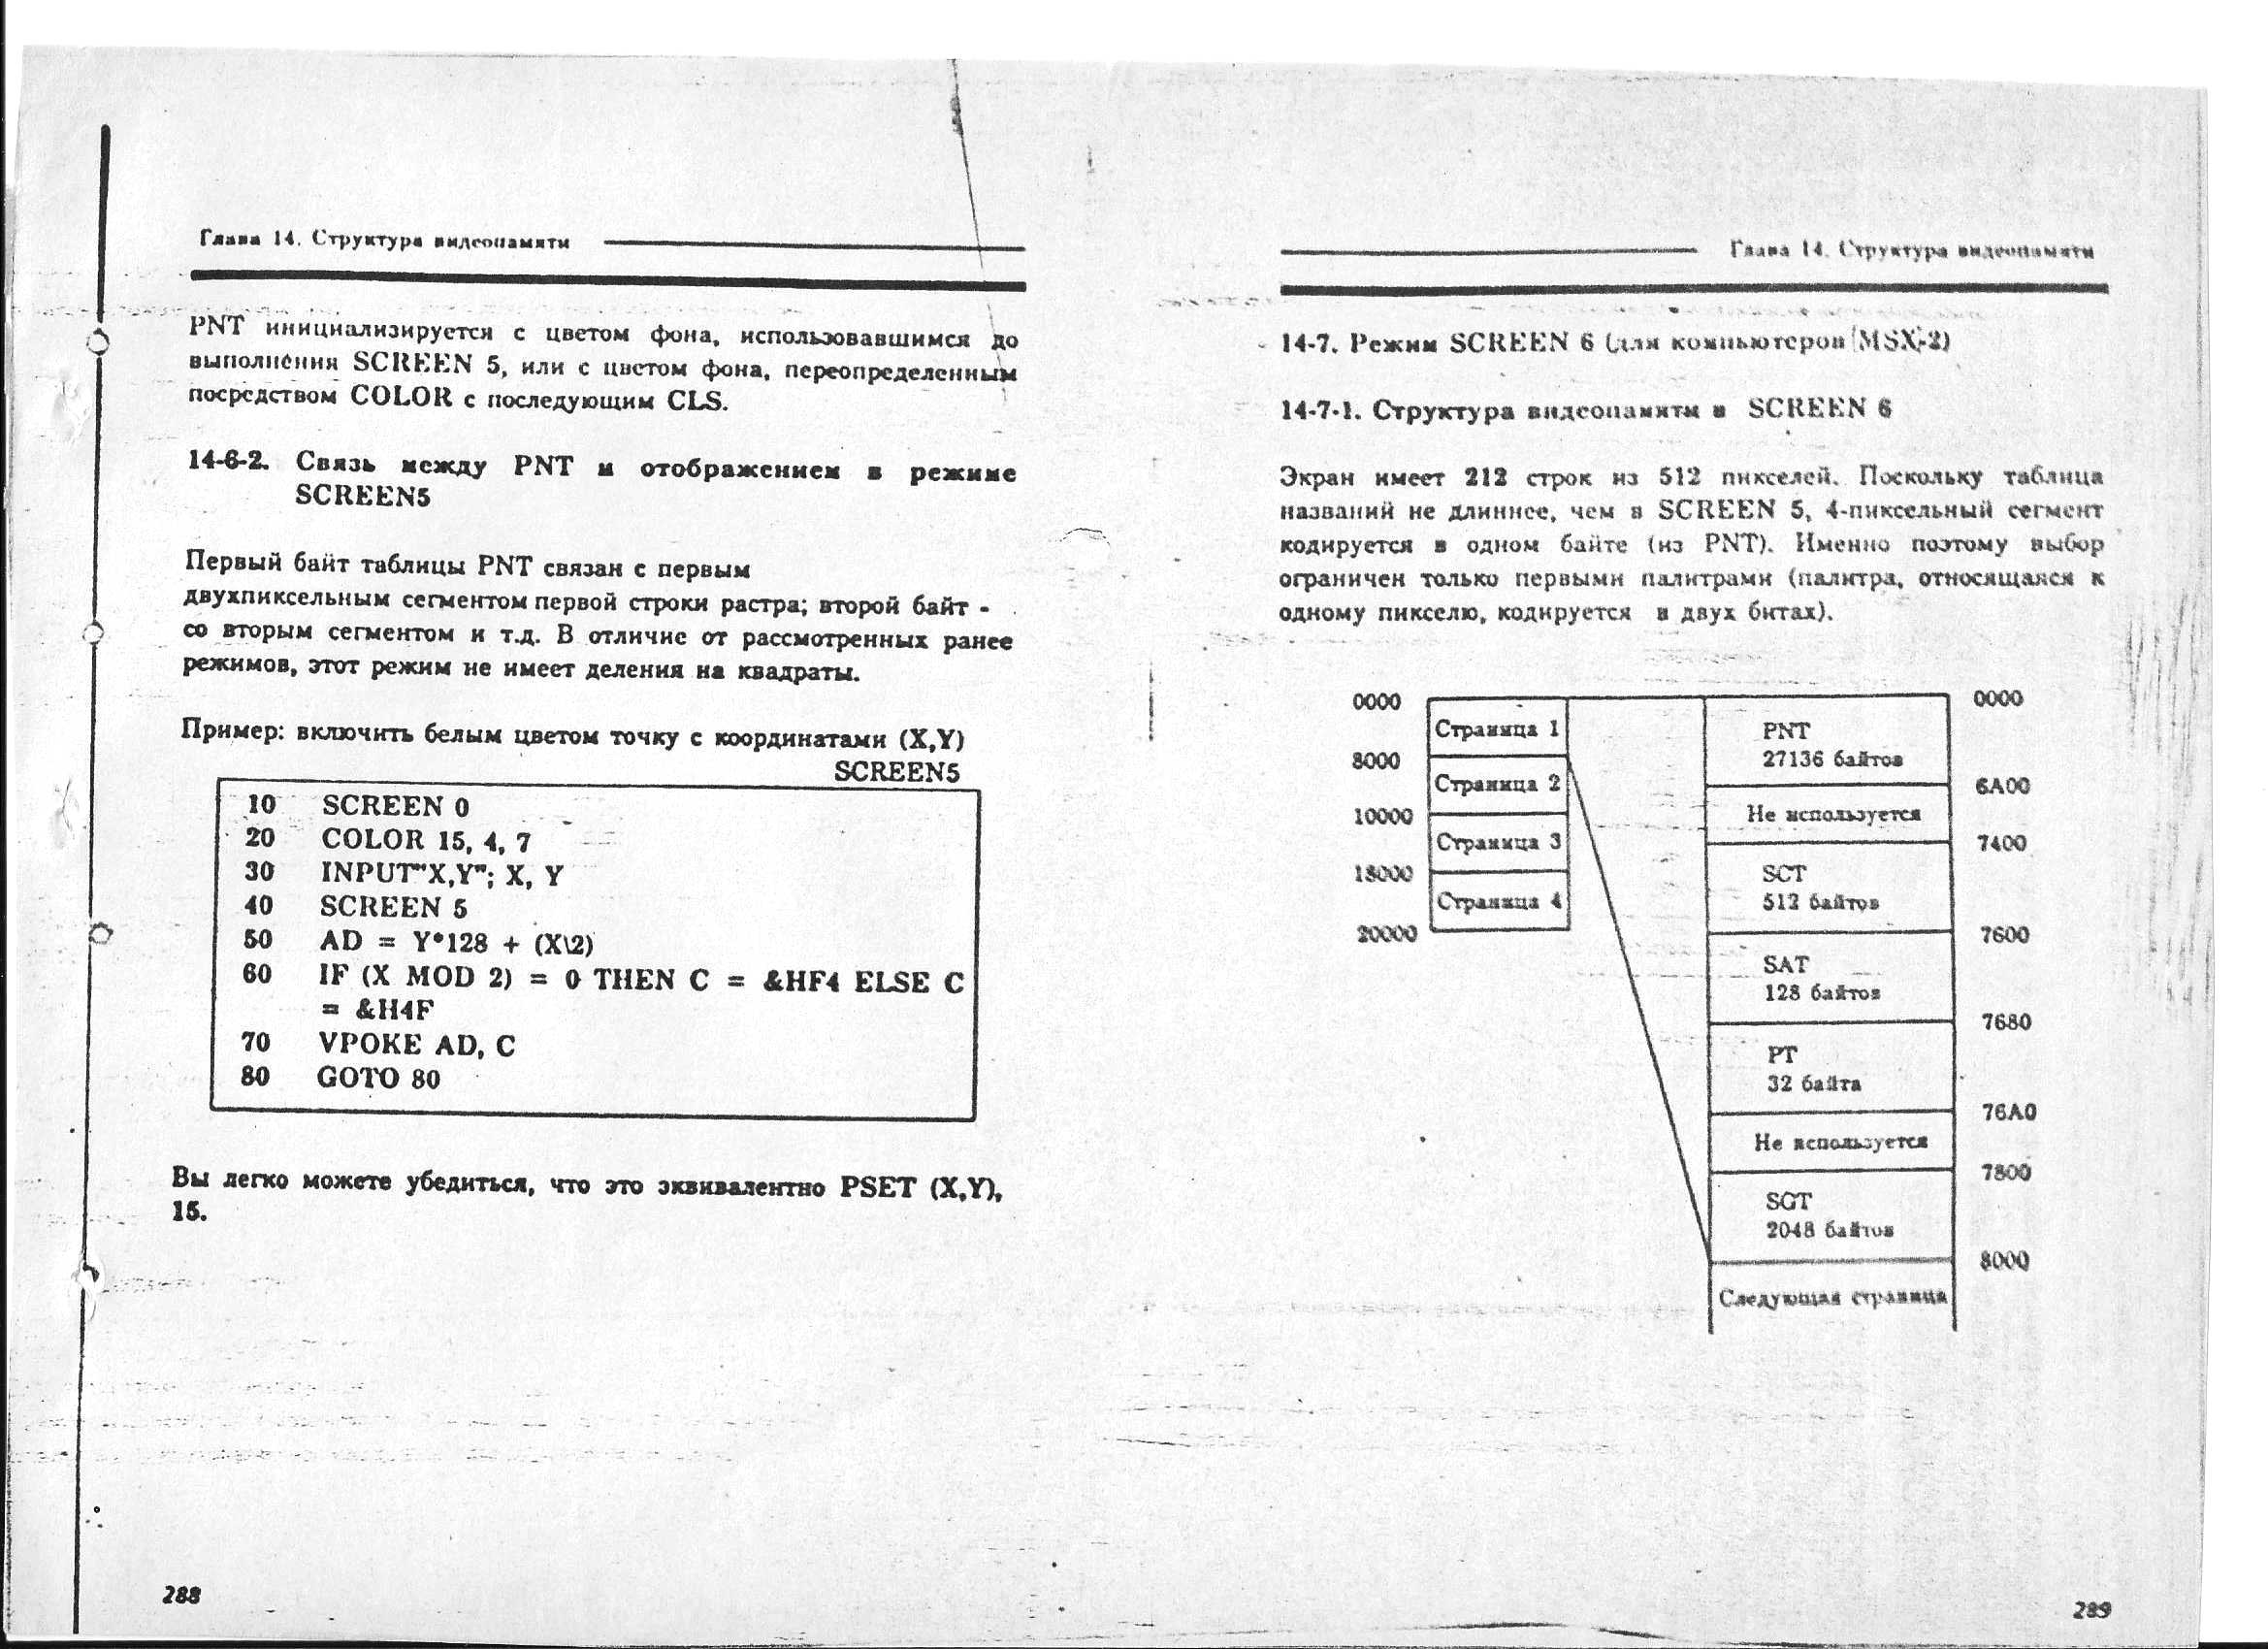 Глава 14. Структура видеопамяти
PNT инициализируется с цветом фона, использовавшимся до
выполнения SCREEN 5, или с цветом фона, переопределенным
посредством COLOR с последующим CLS.
14-6-2. Связь между PNT и отображением в режиме
SCREEN5
Первый байт таблицы PNT связан с первым
двухпиксельным сегментом первой строки растра; второй байт -
со вторым сегментом и т.д. В отличие от рассмотренных ранее
режимов, этот режим не имеет деления на квадраты.
Пример: включить белым цветом точку с координатами (X,Y)
SCREEN5
10 SCREEN 0
20 COLOR 15, 4, 7
30 INPUT"X,Y"; X, Y
40 SCREEN 5
50 AD = Y*128 + (X\2)
60 IF (X MOD 2) = 0 THEN C = &HF4 ELSE C
= &H4F
70 VPOKE AD, C
80 GOTO 80
Вы легко можете убедиться, что это эквивалентно PSET (X,Y),
15.
288
Глава 14. Структура видеопамяти
14-7. Режим SCREEN 6 (для компьютеров MSX-2)
14-7-1. Структура видеопамяти в SCREEN 6
Экран имеет 212 строк из 512 пикселей. Поскольку таблица
названий не длиннее, чем в SCREEN 5, 4-пиксельный сегмент
кодируется в одном байте (из PNT). Именно поэтому выбор
ограничен только первыми палитрами (палитра, относящаяся к
одному пикселю, кодируется в двух битах).
0000
Страница 1
8000
Страница 2
10000
Страница 3
18000
Страница 4
20000
0000
PNT
27136 байтов
6A00
Не используется
7400
SCT
512 байтов
7600
SAT
128 байтов
7680
PT
32 байта
76A0
Не используется
7800
SGT
2048 байтов
8000
Следующая страница
289